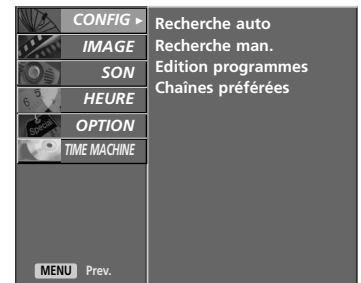 CONFIG ►
IMAGE
SON
HEURE
OPTION
TIME MACHINE
MENU Prev.
Recherche auto
Recherche man.
Edition programmes
Chaînes préférées